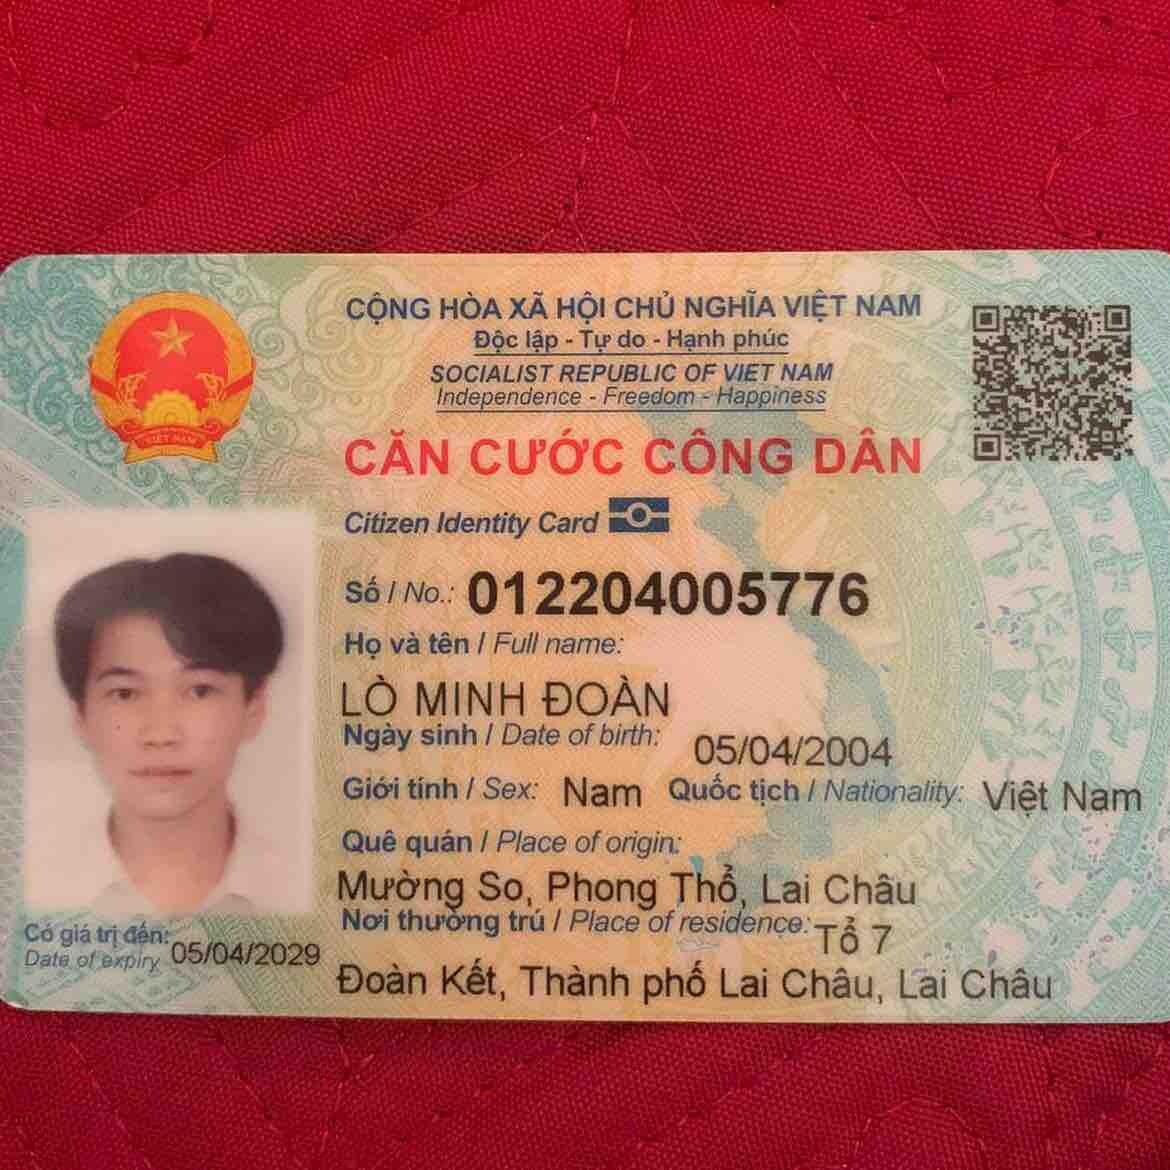 CỘNG HÒA XÃ HỘI CHỦ NGHĨA VIỆT NAM
Độc lập - Tự do - Hạnh phúc
SOCIALIST REPUBLIC OF VIET NAM
Independence - Freedom - Happiness
CĂN CƯỚC CÔNG DÂN
Citizen Identity Card
VIỆT NAM
Số / No.: 012204005776
Họ và tên / Full name:
LÒ MINH ĐOÀN
Ngày sinh / Date of birth: 05/04/2004
Giới tính / Sex: Nam Quốc tịch / Nationality: Việt Nam
Quê quán / Place of origin:
Mường So, Phong Thổ, Lai Châu
Nơi thường trú / Place of residence: Tổ 7
Đoàn Kết, Thành phố Lai Châu, Lai Châu
Có giá trị đến: 05/04/2029
Date of expiry